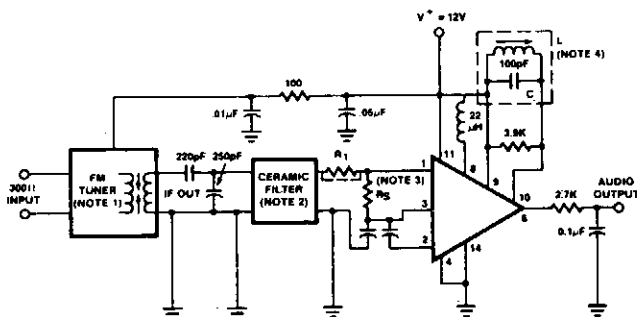 V+ = 12V
L
(NOTE 4)
100pF
C
100
.01µF
.05µF
22
µH
3.9K
220pF
250pF
R1
(NOTE 3)
RS
1
11
8
9
3
10
6
2
4
14
300Ω
INPUT
FM
TUNER
(NOTE 1)
IF OUT
CERAMIC
FILTER
(NOTE 2)
2.7K
AUDIO
OUTPUT
0.1µF